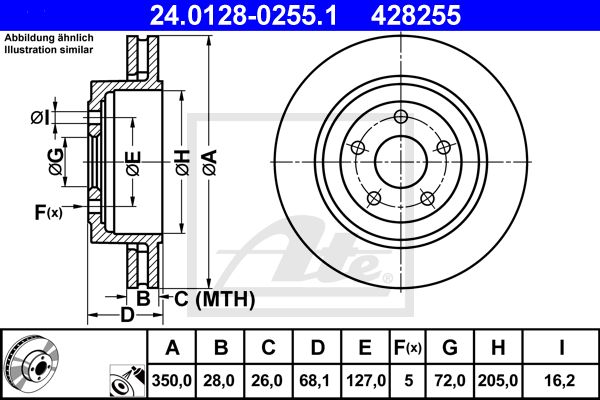 24.0128-0255.1 428255
Abbildung ähnlich
Illustration similar
ØI
ØG
F(x)
ØE
ØH
ØA
B
C (MTH)
D
Ate
®
A B C D E F(x) G H I
350,0 28,0 26,0 68,1 127,0 5 72,0 205,0 16,2